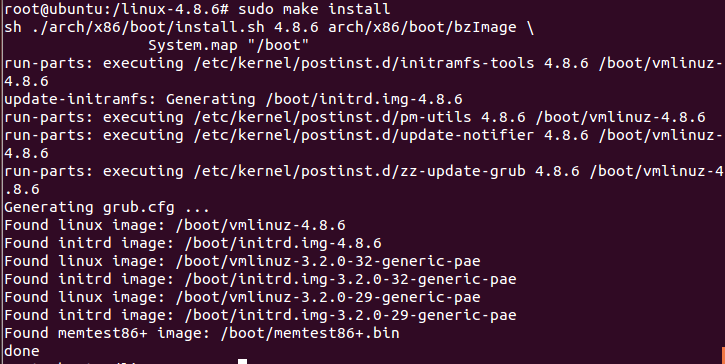 root@ubuntu:/linux-4.8.6# sudo make install
sh ./arch/x86/boot/install.sh 4.8.6 arch/x86/boot/bzImage \
                System.map "/boot"
run-parts: executing /etc/kernel/postinst.d/initramfs-tools 4.8.6 /boot/vmlinuz-
4.8.6
update-initramfs: Generating /boot/initrd.img-4.8.6
run-parts: executing /etc/kernel/postinst.d/pm-utils 4.8.6 /boot/vmlinuz-4.8.6
run-parts: executing /etc/kernel/postinst.d/update-notifier 4.8.6 /boot/vmlinuz-
4.8.6
run-parts: executing /etc/kernel/postinst.d/zz-update-grub 4.8.6 /boot/vmlinuz-4
.8.6
Generating grub.cfg ...
Found linux image: /boot/vmlinuz-4.8.6
Found initrd image: /boot/initrd.img-4.8.6
Found linux image: /boot/vmlinuz-3.2.0-32-generic-pae
Found initrd image: /boot/initrd.img-3.2.0-32-generic-pae
Found linux image: /boot/vmlinuz-3.2.0-29-generic-pae
Found initrd image: /boot/initrd.img-3.2.0-29-generic-pae
Found memtest86+ image: /boot/memtest86+.bin
done